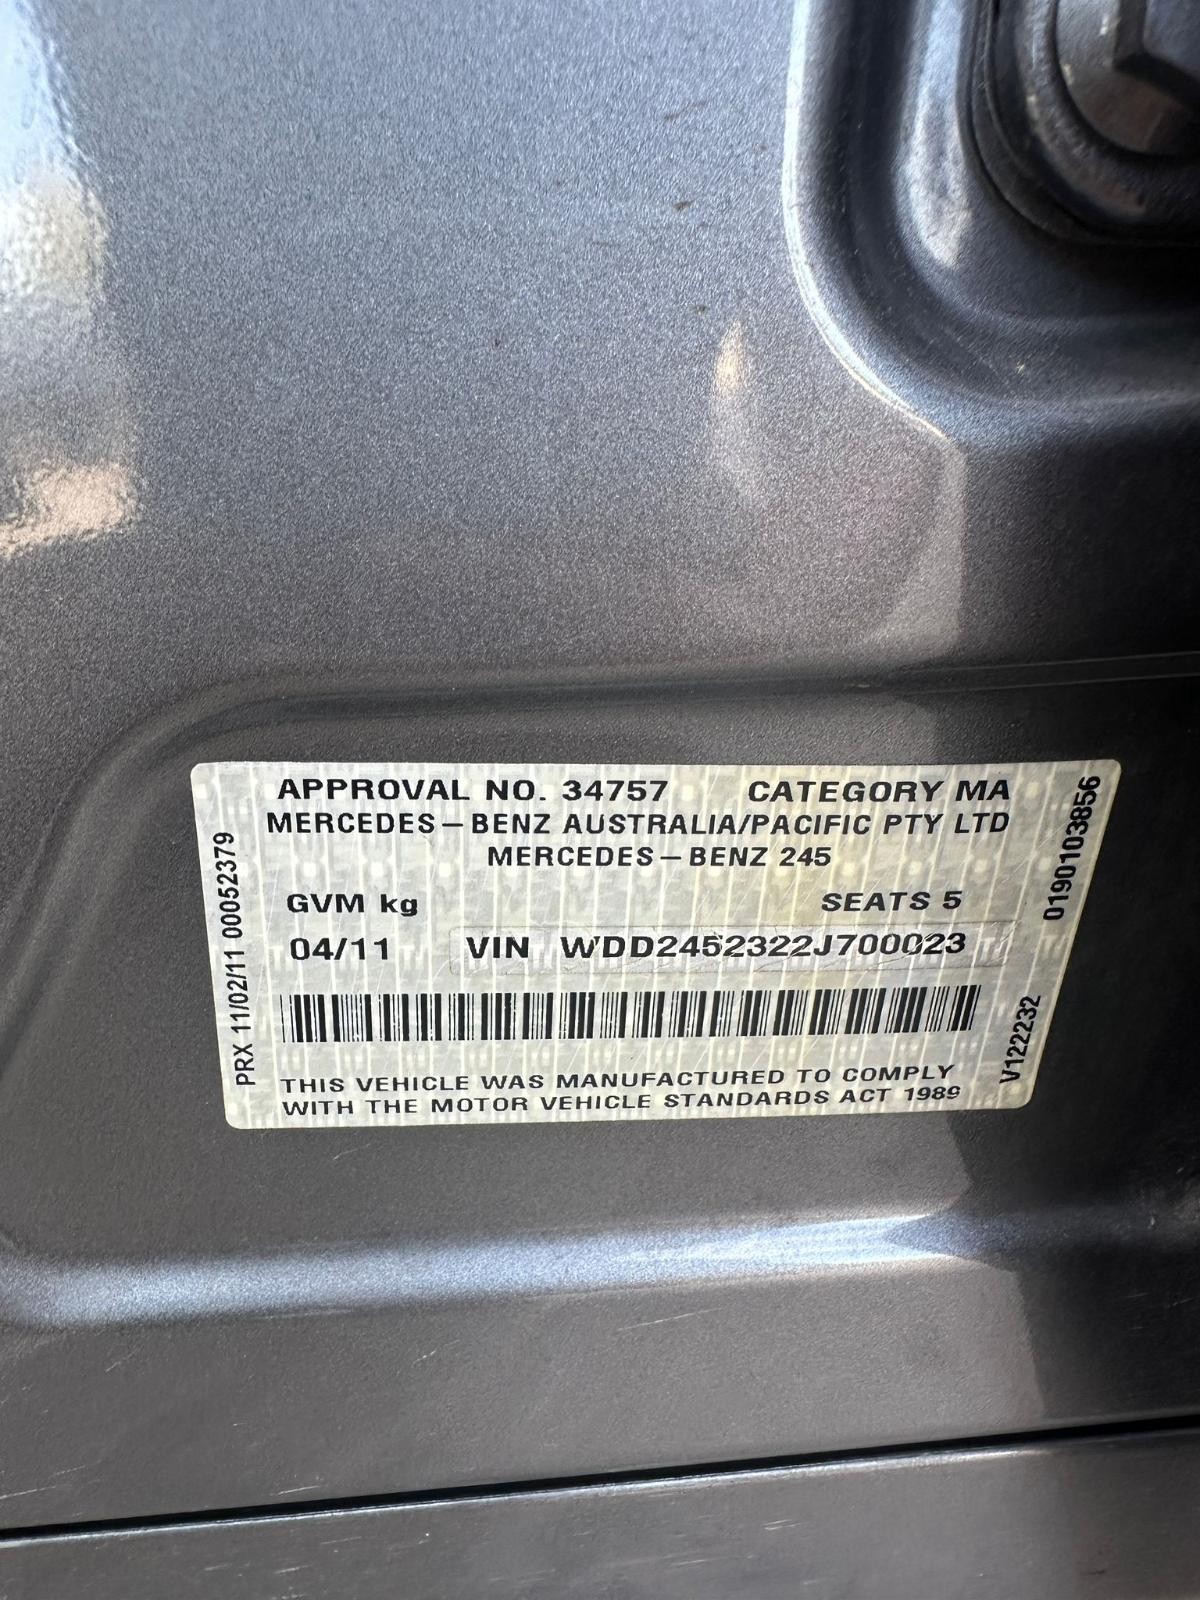 APPROVAL NO. 34757 CATEGORY MA
MERCEDES-BENZ AUSTRALIA/PACIFIC PTY LTD
MERCEDES-BENZ 245
GVM kg SEATS 5
04/11 VIN WDD2452322J700023
THIS VEHICLE WAS MANUFACTURED TO COMPLY
WITH THE MOTOR VEHICLE STANDARDS ACT 1989
PRX 11/02/11 00052379
0190103856
V122232